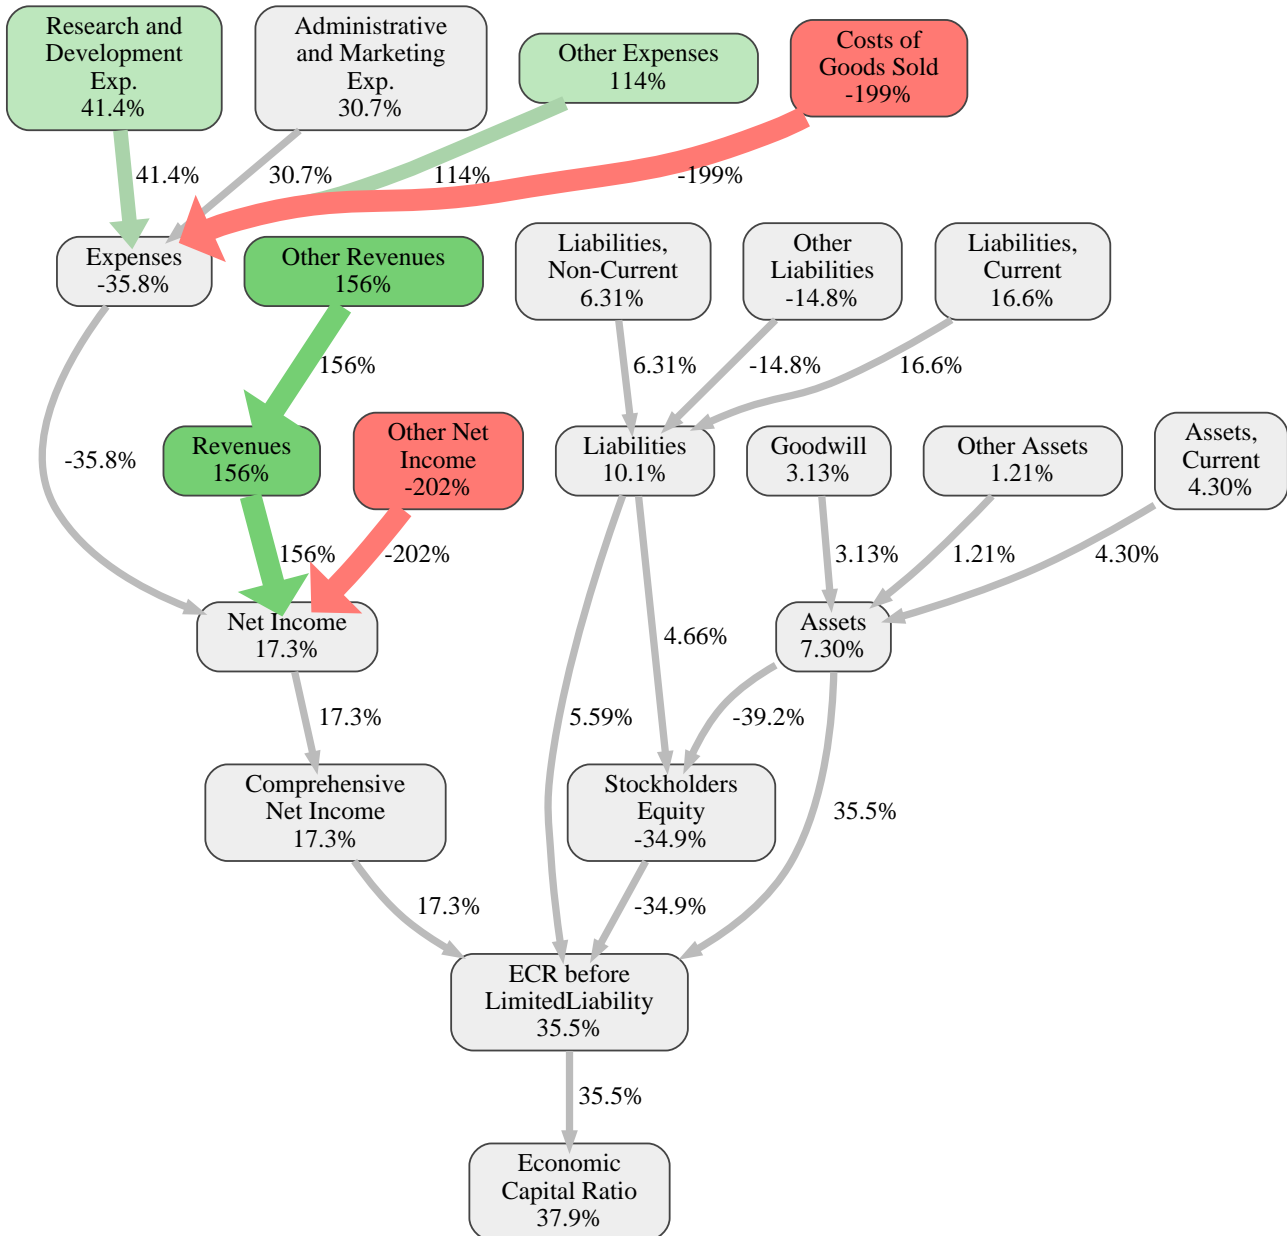 Research and
Development
Exp.
41.4%
Administrative
and Marketing
Exp.
30.7%
Other Expenses
114%
Costs of
Goods Sold
-199%
41.4%
30.7%
114%
-199%
Expenses
-35.8%
Other Revenues
156%
Liabilities,
Non-Current
6.31%
Other
Liabilities
-14.8%
Liabilities,
Current
16.6%
156%
6.31%
-14.8%
16.6%
-35.8%
Revenues
156%
Other Net
Income
-202%
Liabilities
10.1%
Goodwill
3.13%
Other Assets
1.21%
Assets,
Current
4.30%
156%
-202%
3.13%
1.21%
4.30%
Net Income
17.3%
4.66%
Assets
7.30%
17.3%
5.59%
-39.2%
Comprehensive
Net Income
17.3%
Stockholders
Equity
-34.9%
35.5%
17.3%
-34.9%
ECR before
LimitedLiability
35.5%
35.5%
Economic
Capital Ratio
37.9%